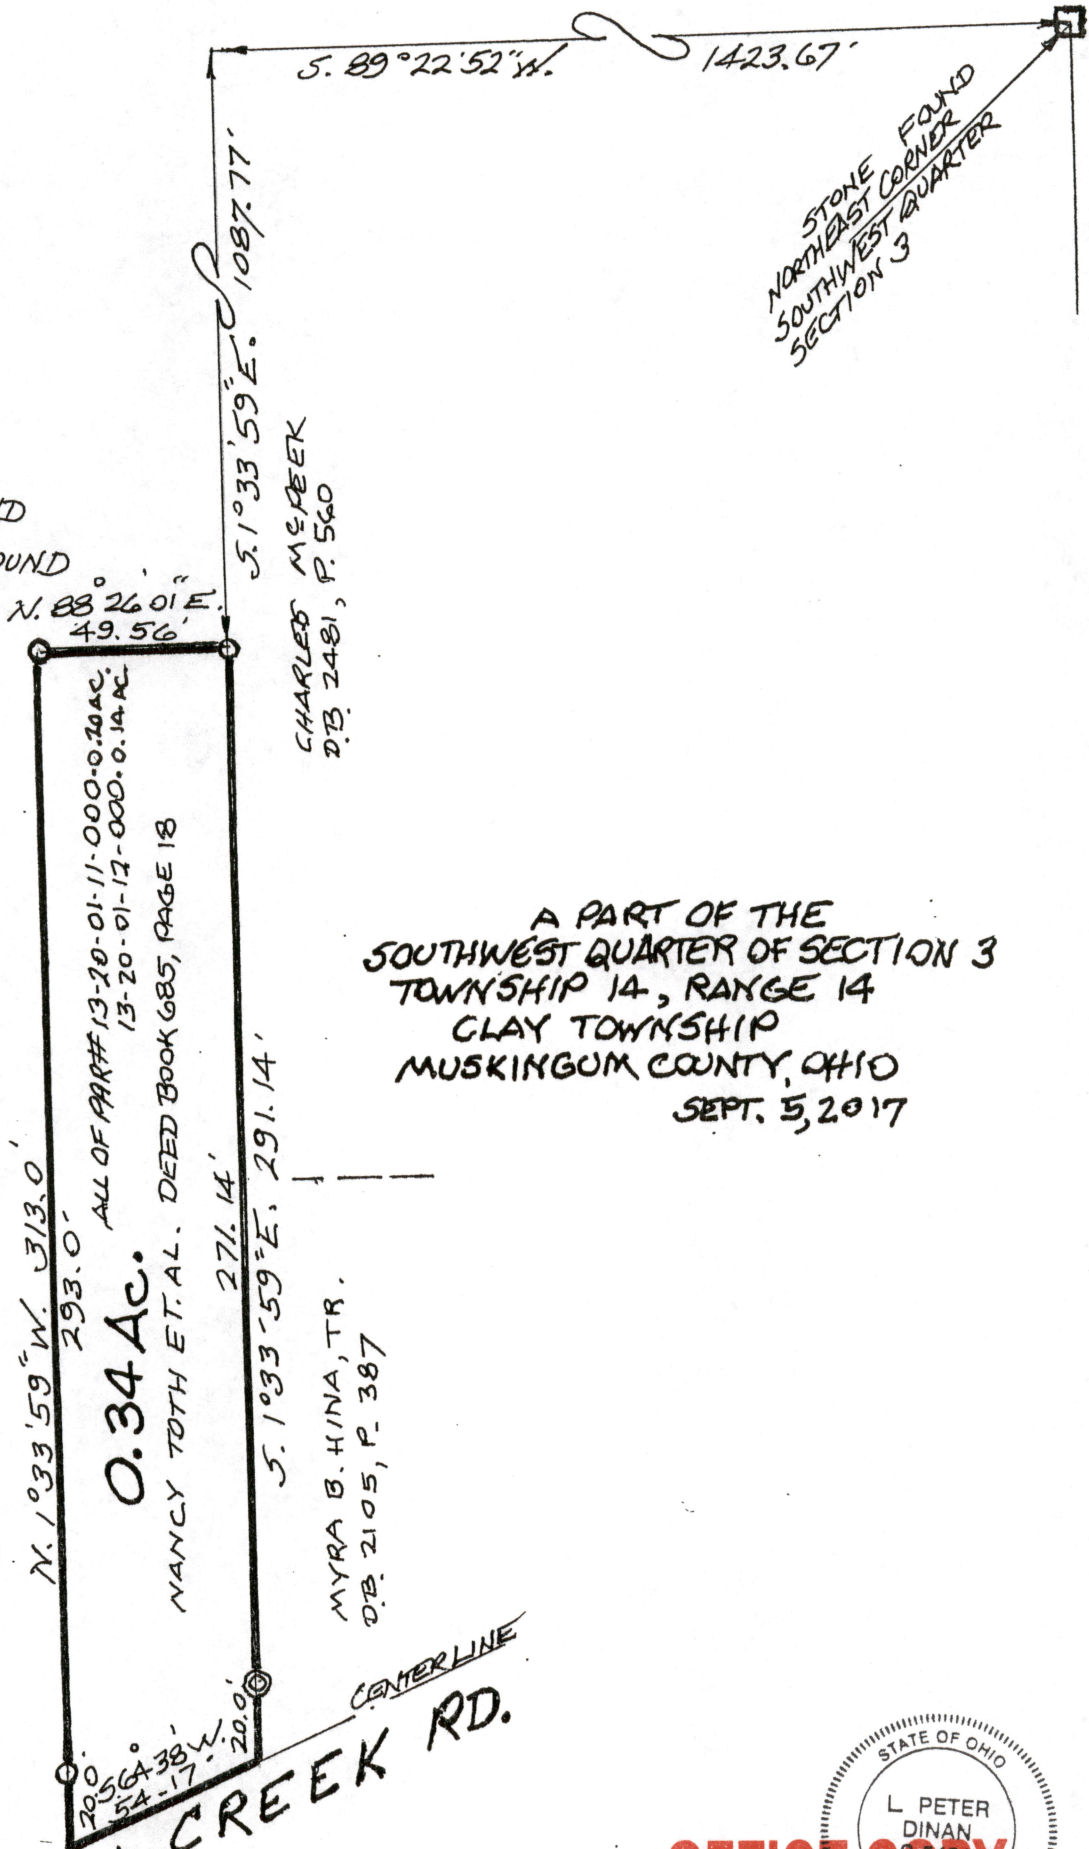 S. 89°22'52"W.
1423.67'
STONE FOUND
NORTHEAST CORNER
SOUTHWEST QUARTER
SECTION 3
S. 1°33'59"E. 1087.77'
CHARLES McPEEK
D.B. 2481, P. 560
N. 88°26'01"E.
49.56'
ALL OF PAR# 13-20-01-11-000-0.20AC.
13-20-01-12-000-0.14AC.
NANCY TOTH ET. AL. DEED BOOK 685, PAGE 18
0.34 Ac.
N. 1°33'59"W. 313.0'
293.0'
271.14'
S. 1°33'59"E. 291.14'
A PART OF THE
SOUTHWEST QUARTER OF SECTION 3
TOWNSHIP 14, RANGE 14
CLAY TOWNSHIP
MUSKINGUM COUNTY, OHIO
SEPT. 5, 2017
MYRA B. HINA, TR.
D.B. 2105, P. 387
CENTERLINE
20.0'
20.0'
S64°38'W.
54.17'
CREEK RD.
STATE OF OHIO
L PETER
DINAN
OFFICE COPY